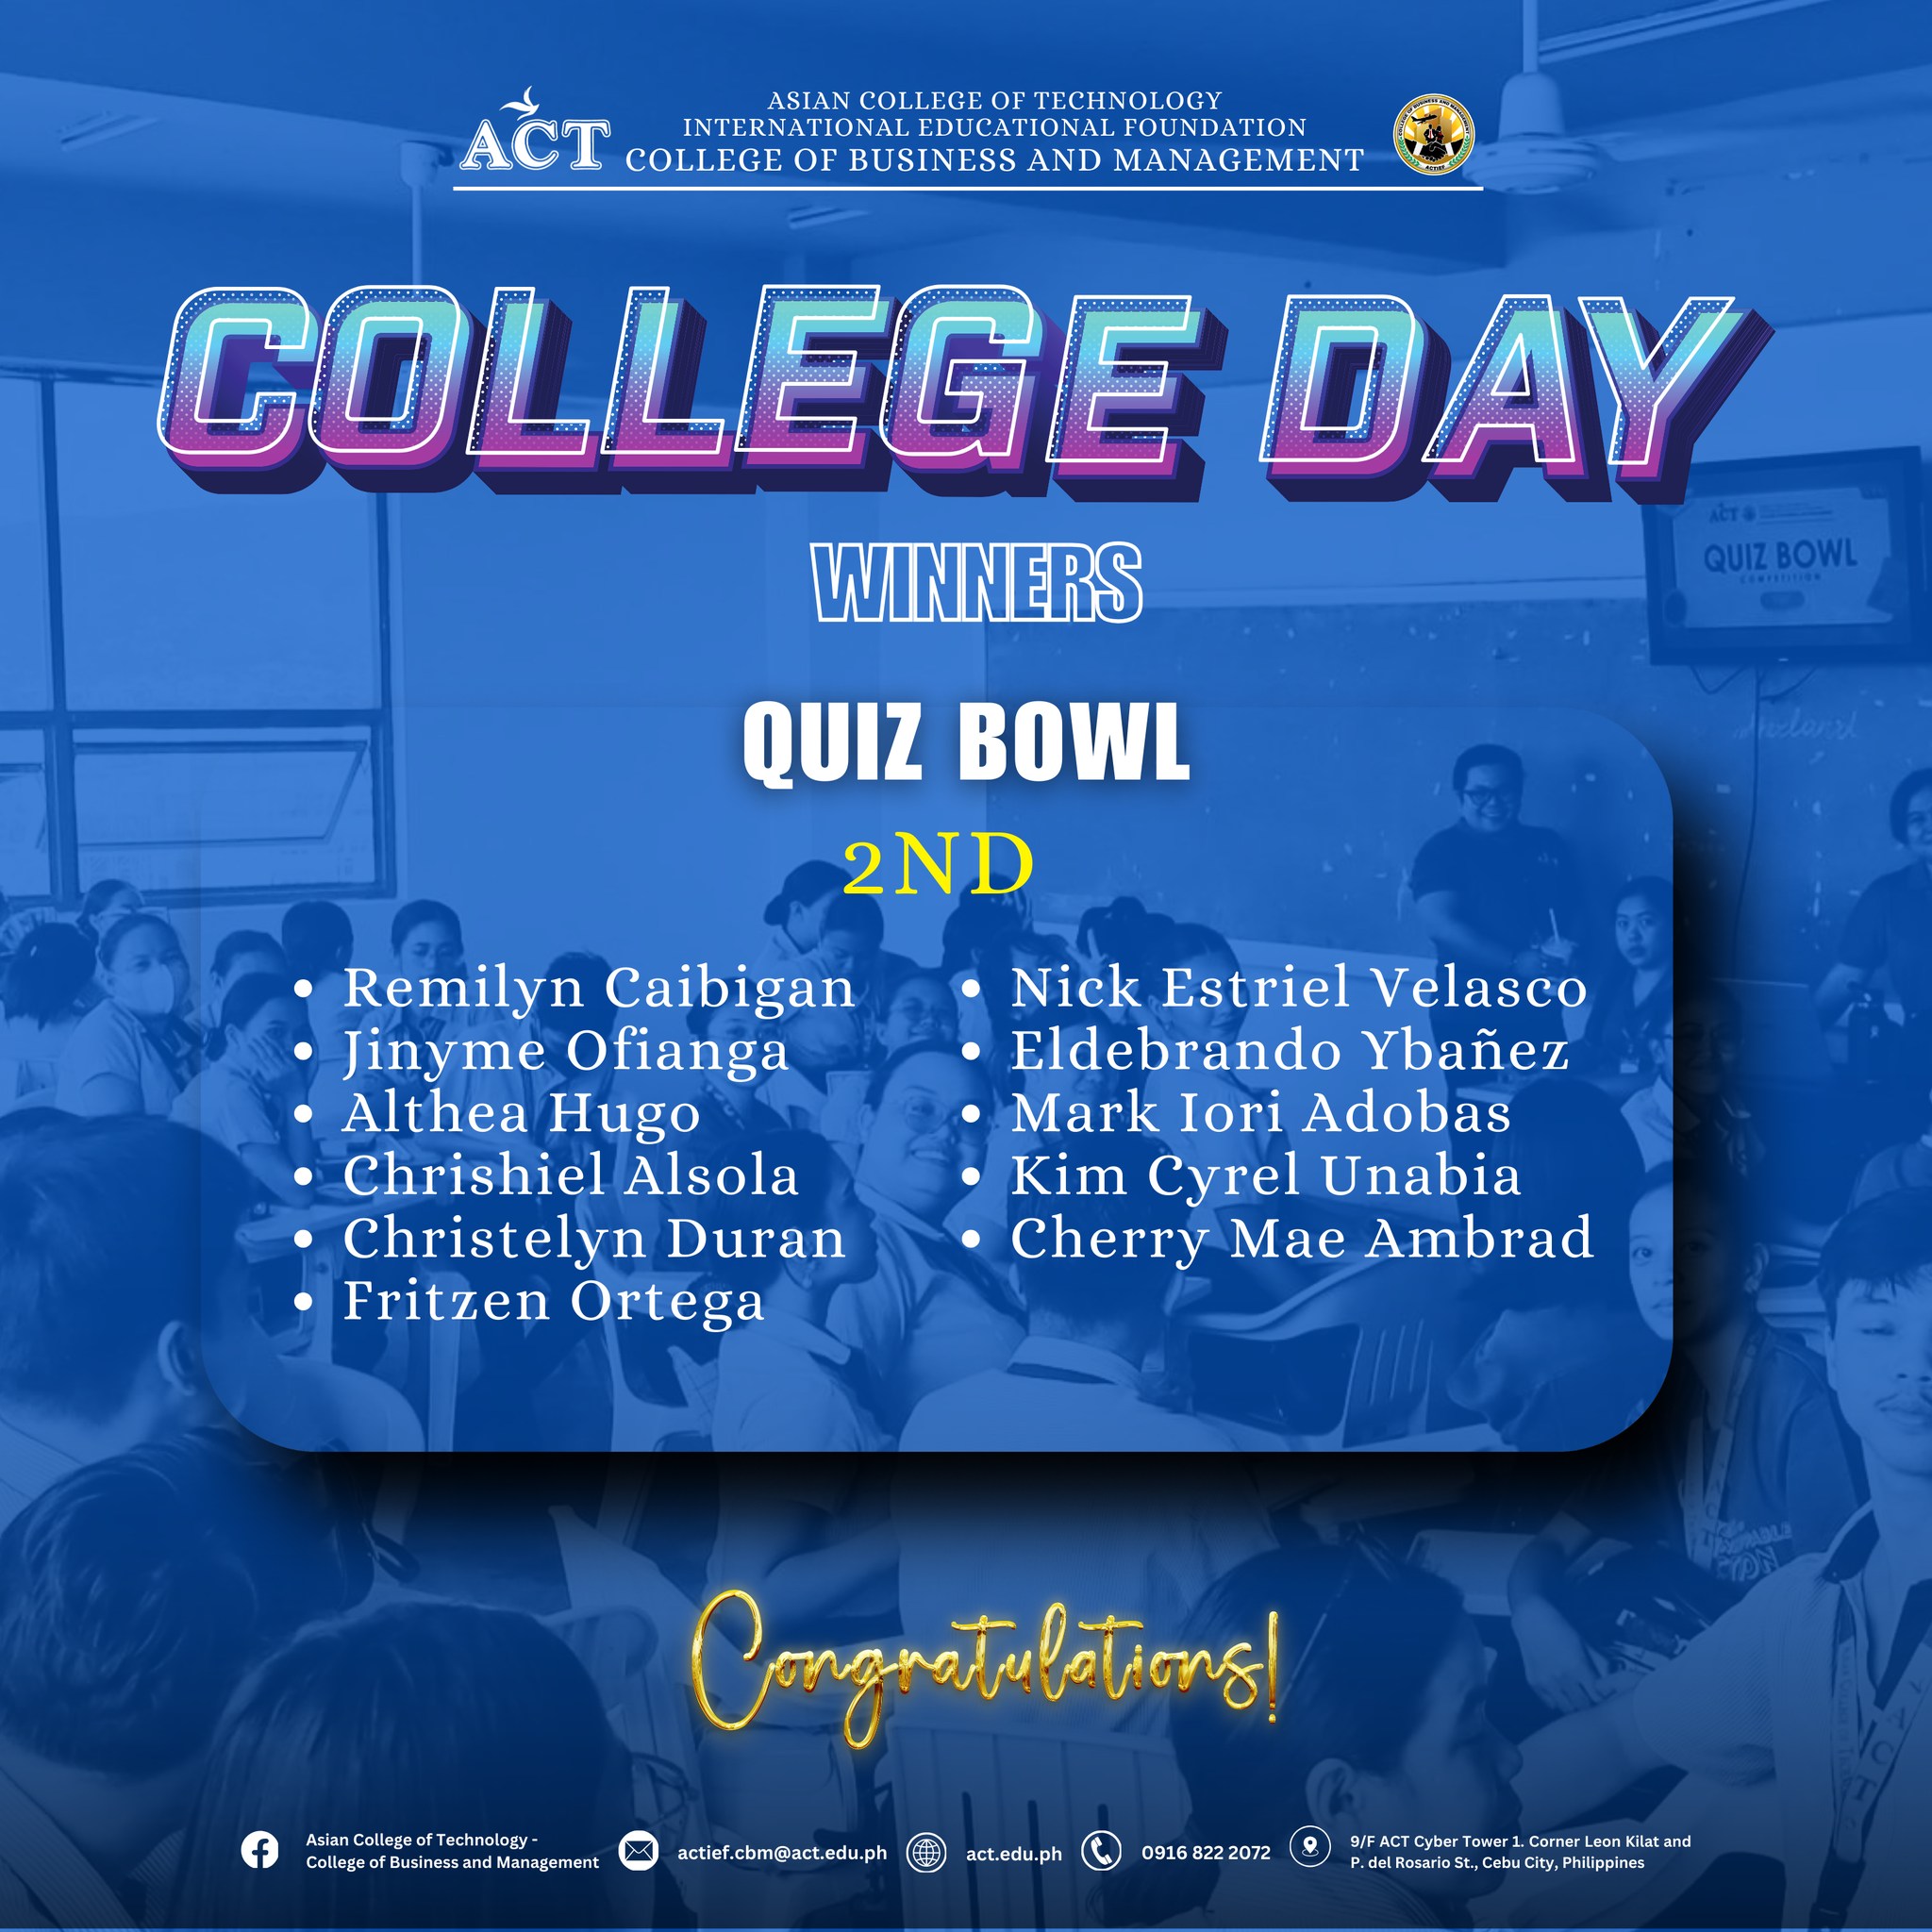 ACT
ASIAN COLLEGE OF TECHNOLOGY
INTERNATIONAL EDUCATIONAL FOUNDATION
COLLEGE OF BUSINESS AND MANAGEMENT
COLLEGE DAY
WINNERS
ACT
QUIZ BOWL
COMPETITION
QUIZ BOWL
2ND
• Remilyn Caibigan
• Jinyme Ofianga
• Althea Hugo
• Chrishiel Alsola
• Christelyn Duran
• Fritzen Ortega
• Nick Estriel Velasco
• Eldebrando Ybañez
• Mark Iori Adobas
• Kim Cyrel Unabia
• Cherry Mae Ambrad
Congratulations!
Asian College of Technology -
College of Business and Management
actief.cbm@act.edu.ph
act.edu.ph
0916 822 2072
9/F ACT Cyber Tower 1. Corner Leon Kilat and
P. del Rosario St., Cebu City, Philippines